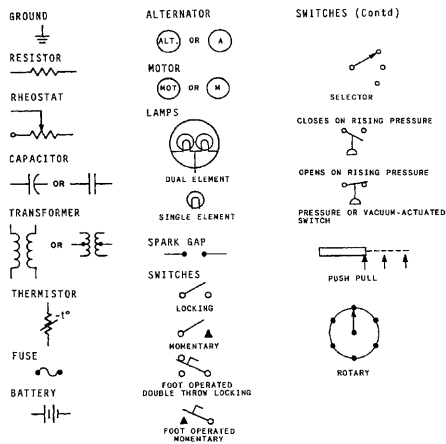 GROUND
RESISTOR
RHEOSTAT
CAPACITOR
OR
TRANSFORMER
OR
THERMISTOR
-t°
FUSE
BATTERY
ALTERNATOR
ALT. OR A
MOTOR
MOT OR M
LAMPS
DUAL ELEMENT
SINGLE ELEMENT
SPARK GAP
SWITCHES
LOCKING
MOMENTARY
FOOT OPERATED
DOUBLE THROW LOCKING
FOOT OPERATED
MOMENTARY
SWITCHES (Contd)
SELECTOR
CLOSES ON RISING PRESSURE
OPENS ON RISING PRESSURE
PRESSURE OR VACUUM-ACTUATED
SWITCH
PUSH PULL
ROTARY